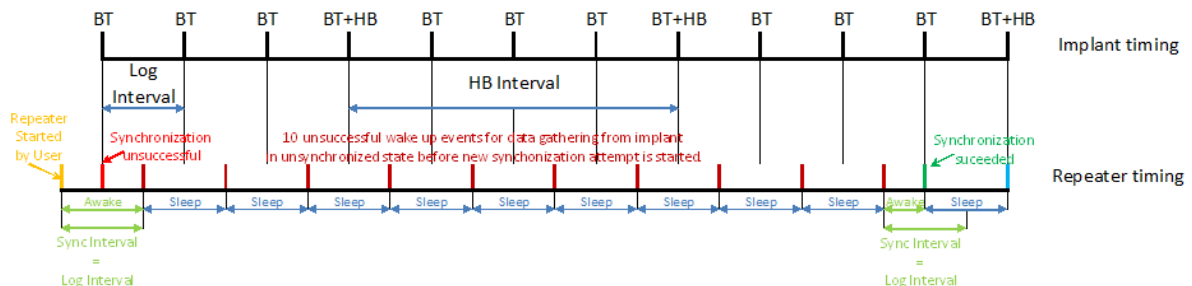 BT BT BT BT+HB BT BT BT BT+HB BT BT BT BT+HB
Implant timing
Log
Interval
HB Interval
Repeater
Started
by User
Synchronization
unsuccessful
10 unsuccessful wake up events for data gathering from implant
in unsynchronized state before new synchonization attempt is started.
Synchronization
suceeded
Repeater timing
Awake Sleep Sleep Sleep Sleep Sleep Sleep Sleep Sleep Sleep Awake Sleep
Sync Interval
=
Log Interval
Sync Interval
=
Log Interval